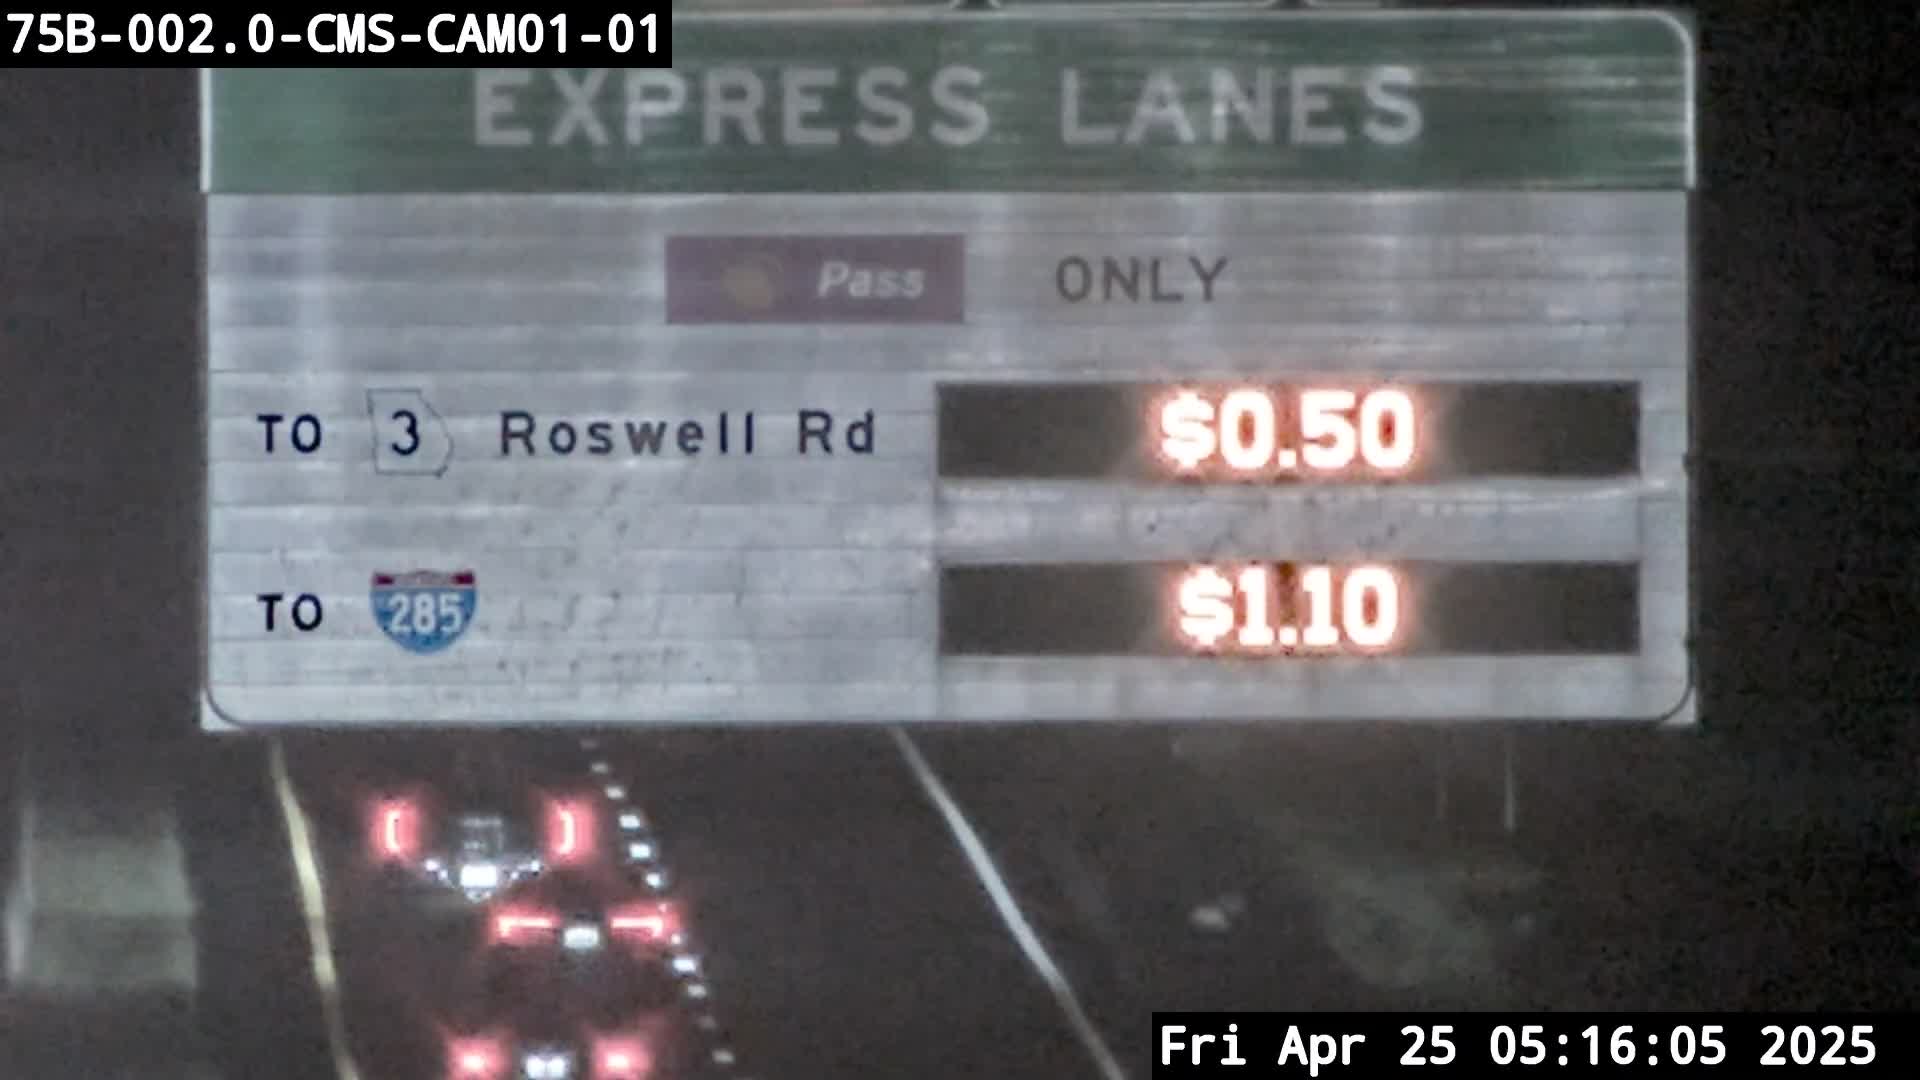 75B-002.0-CMS-CAM01-01
EXPRESS LANES
Pass ONLY
TO 3 Roswell Rd $0.50
TO 285 $1.10
Fri Apr 25 05:16:05 2025